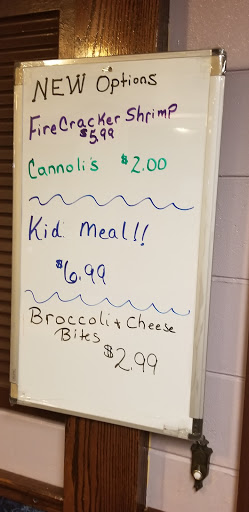 NEW Options
FireCracker Shrimp
$5.99
Cannoli's $2.00
Kid Meal!!
$6.99
Broccoli + Cheese
Bites
$2.99